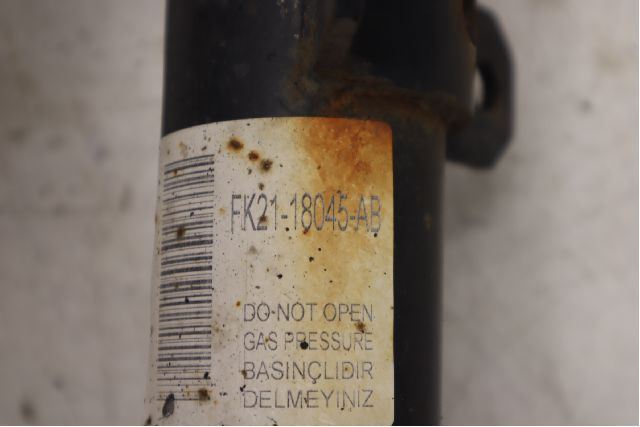 FK21-18045-AB
DO NOT OPEN
GAS PRESSURE
BASINÇLIDIR
DELMEYINIZ